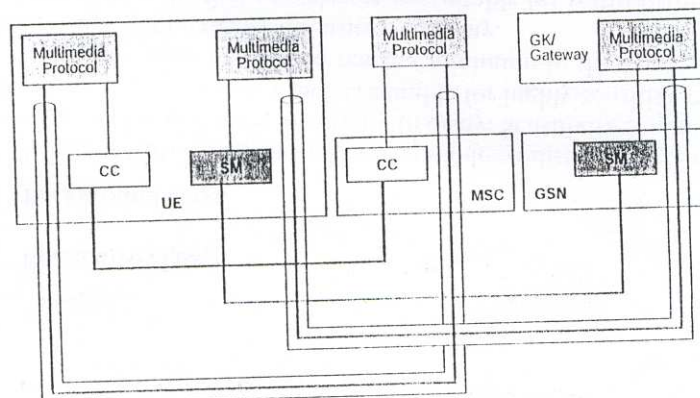 Multimedia
Protocol
Multimedia
Protocol
Multimedia
Protocol
GK/
Gateway
Multimedia
Protocol
CC
SM
CC
SM
UE
MSC
GSN